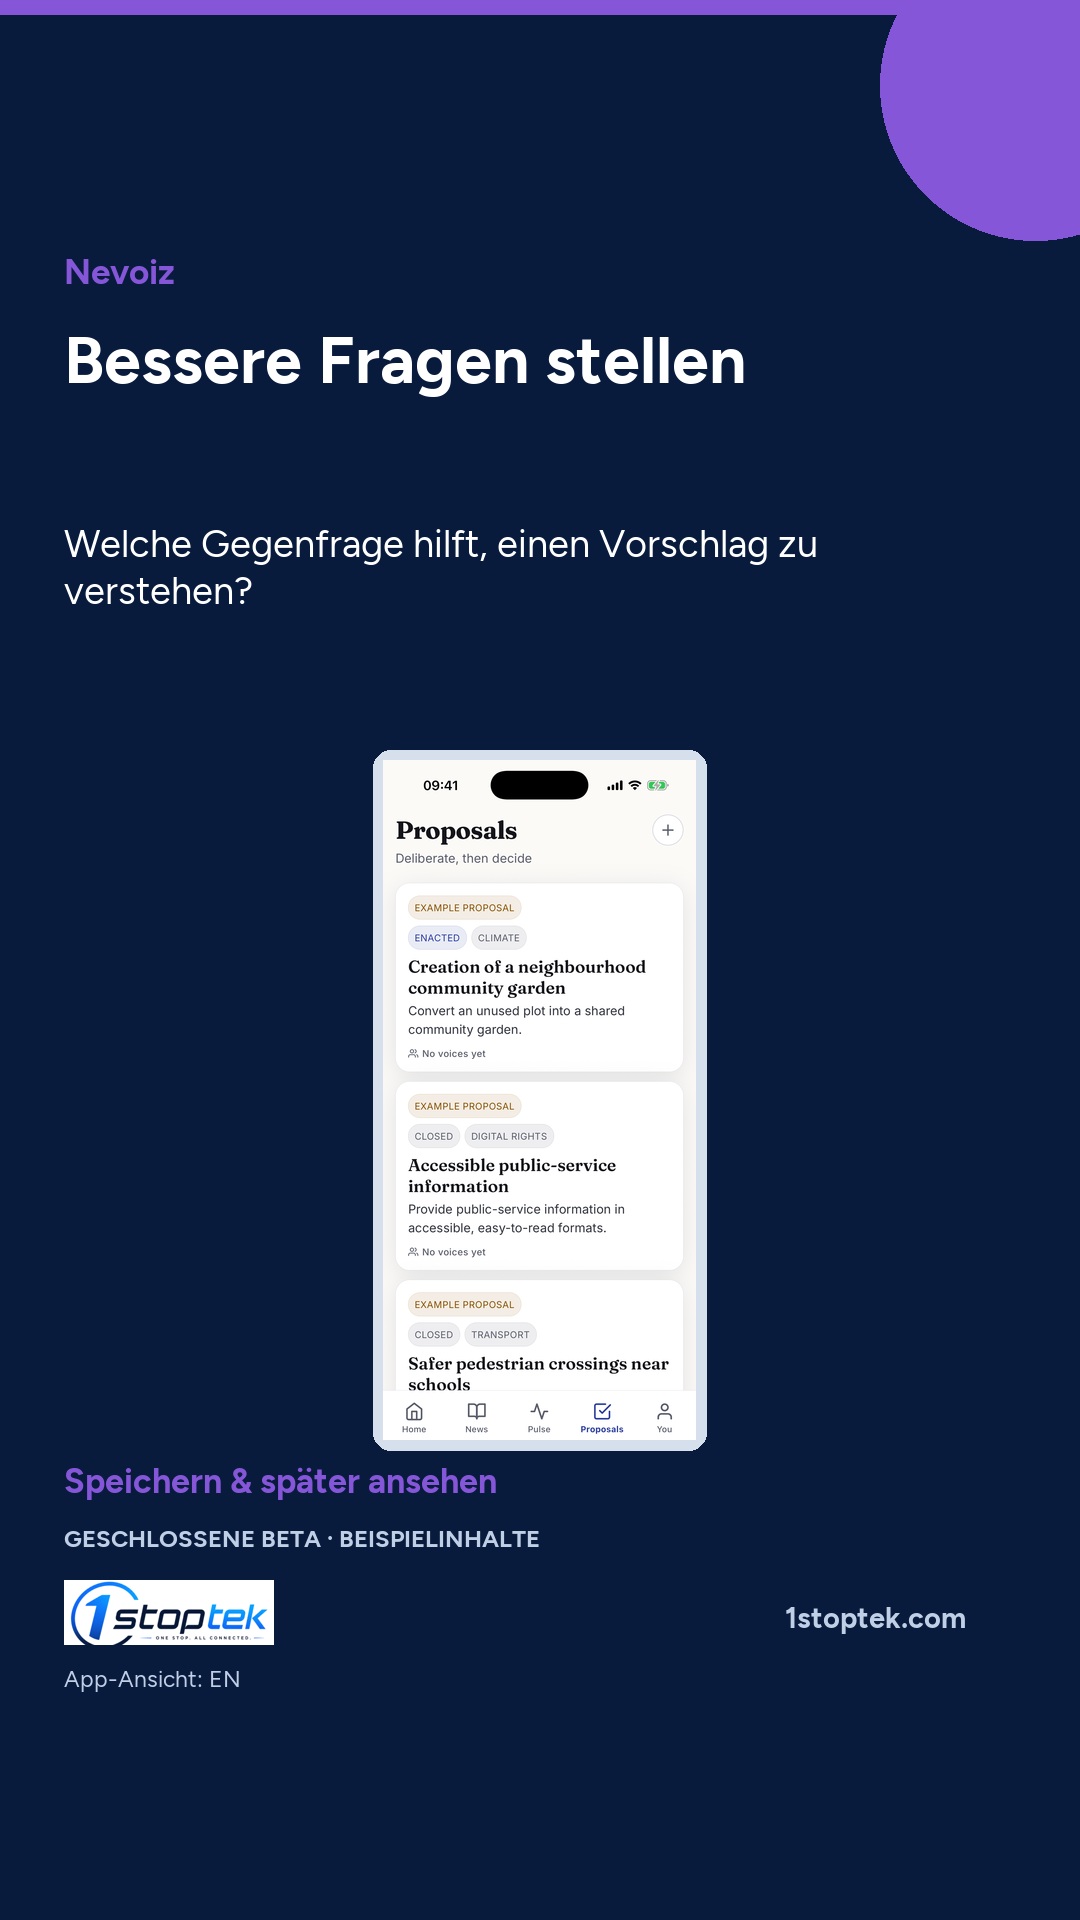 Nevoiz
Bessere Fragen stellen
Welche Gegenfrage hilft, einen Vorschlag zu
verstehen?
09:41
Proposals
Deliberate, then decide
EXAMPLE PROPOSAL
ENACTED CLIMATE
Creation of a neighbourhood
community garden
Convert an unused plot into a shared
community garden.
No voices yet
EXAMPLE PROPOSAL
CLOSED DIGITAL RIGHTS
Accessible public-service
information
Provide public-service information in
accessible, easy-to-read formats.
No voices yet
EXAMPLE PROPOSAL
CLOSED TRANSPORT
Safer pedestrian crossings near
schools
Home News Pulse Proposals You
Speichern & später ansehen
GESCHLOSSENE BETA · BEISPIELINHALTE
1stoptek
ONE STOP. ALL CONNECTED.
1stoptek.com
App-Ansicht: EN